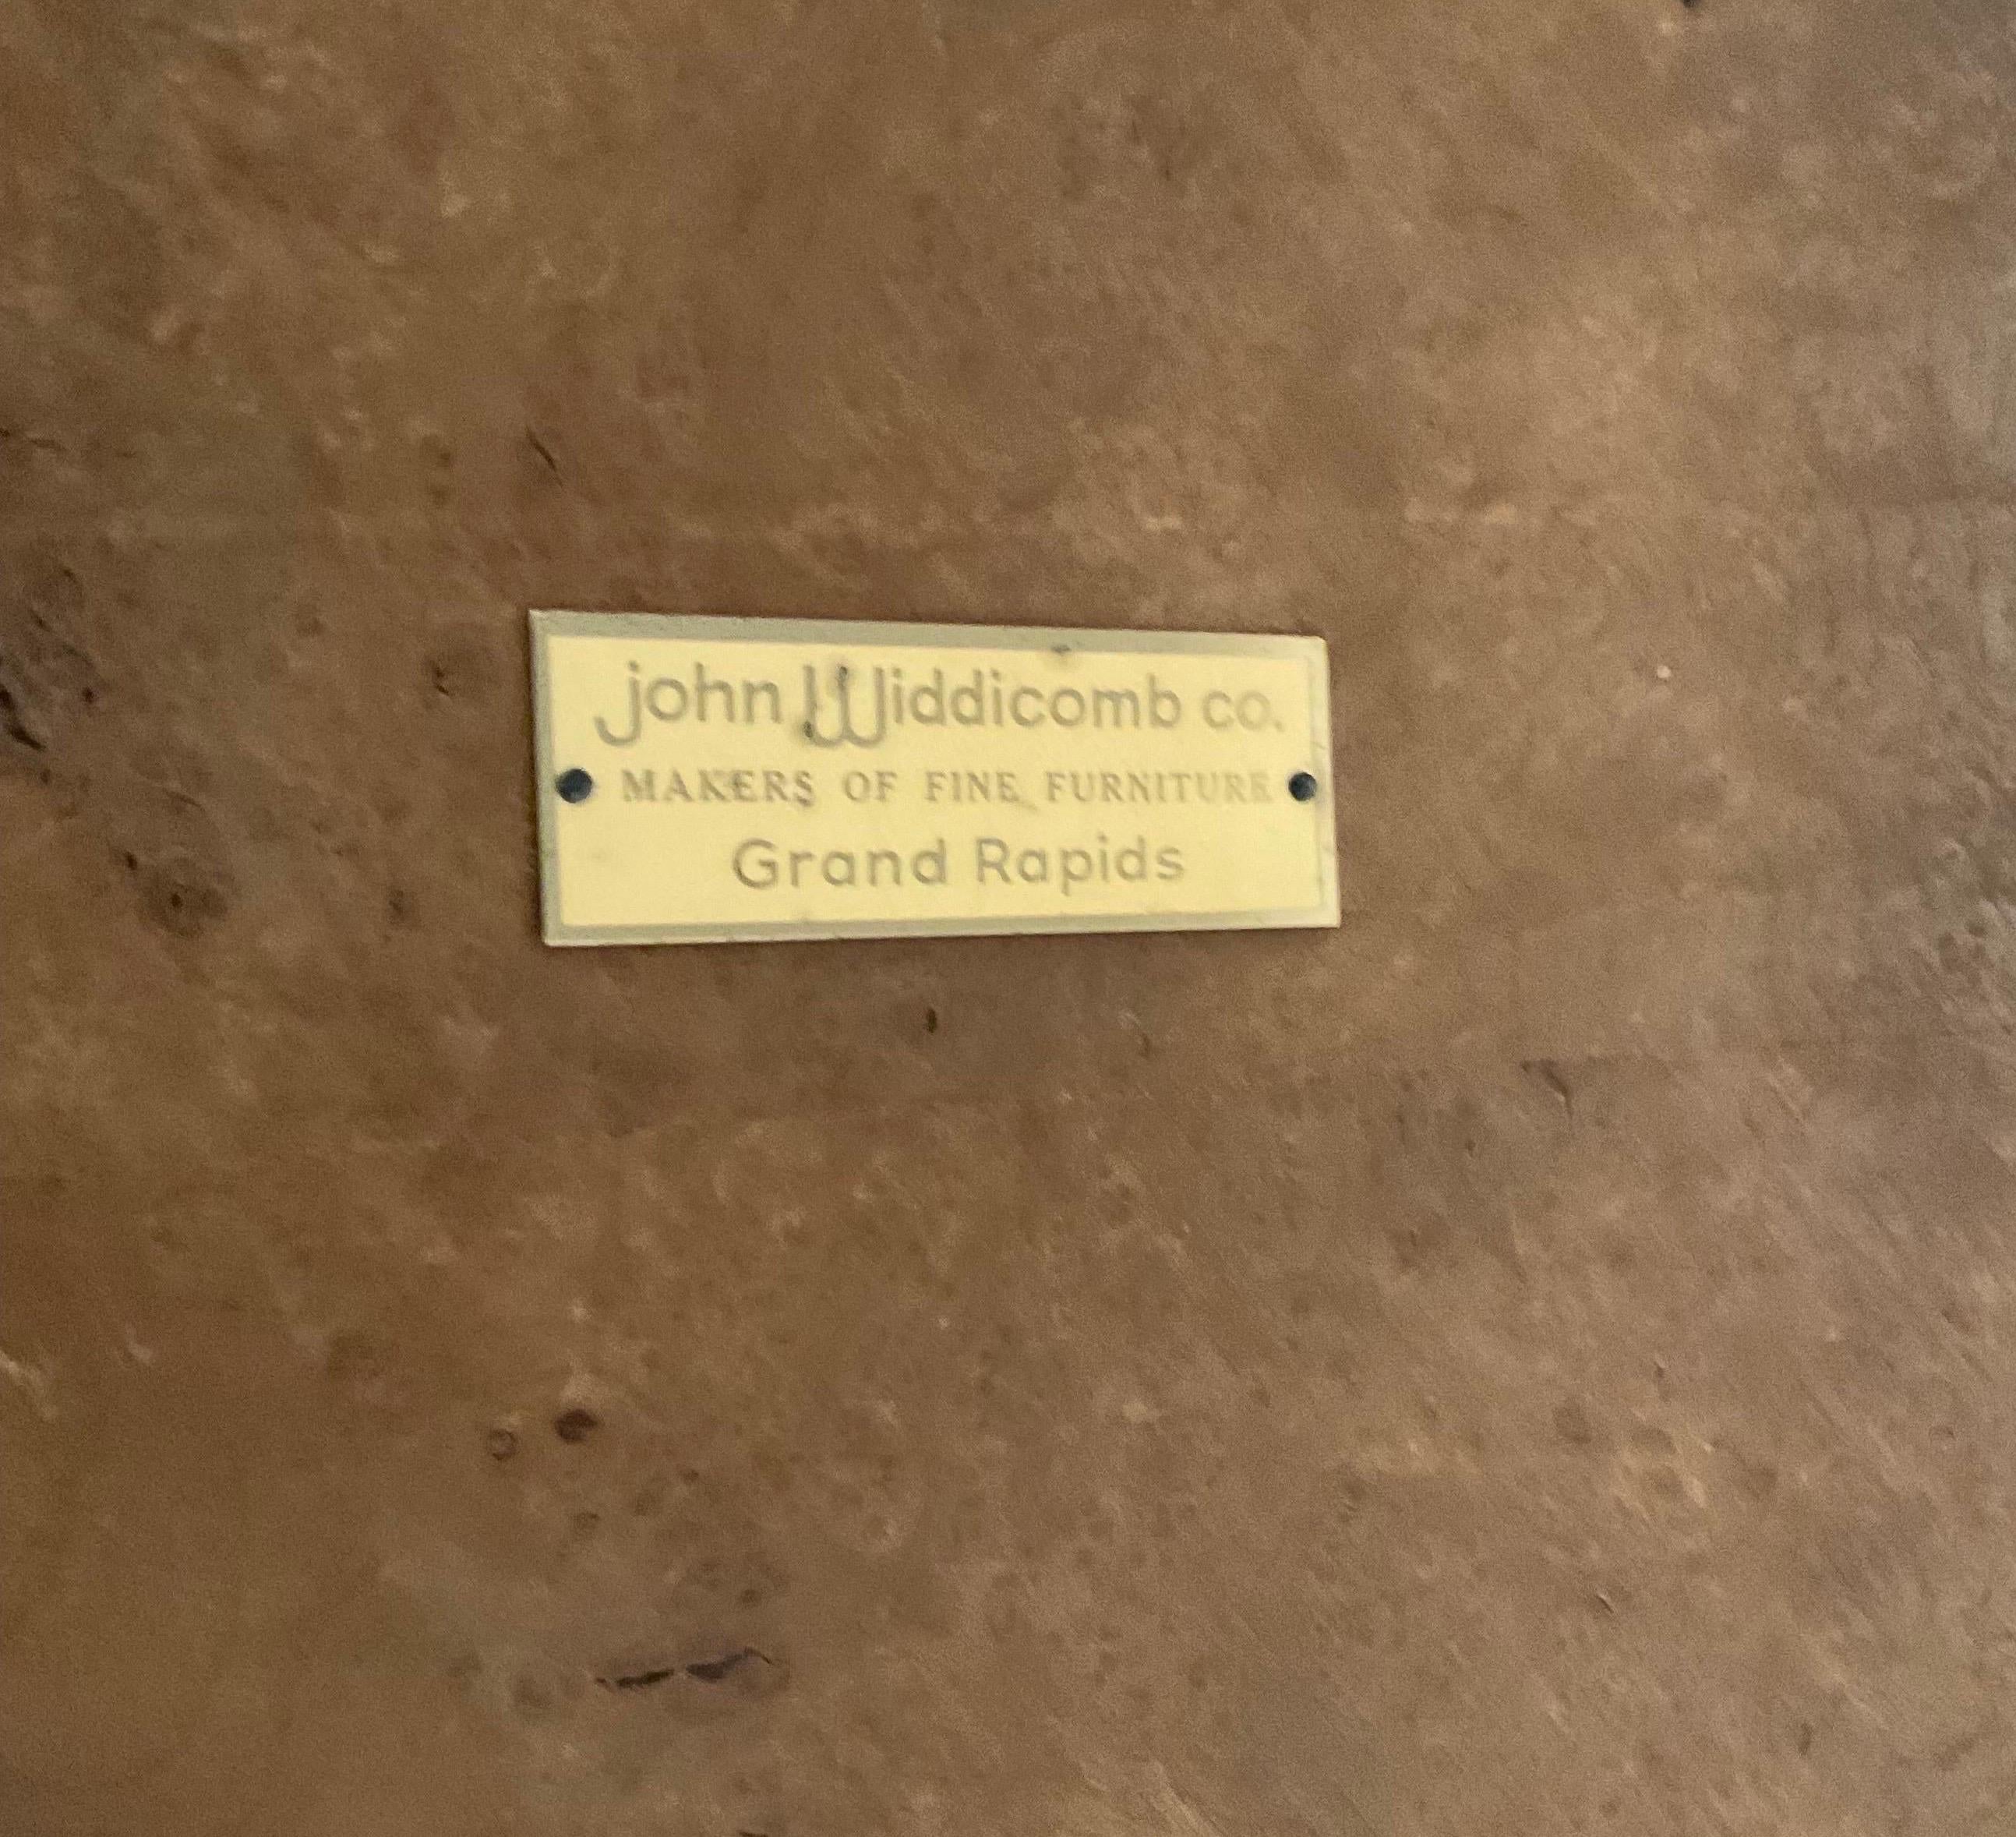 john Widdicomb co.
MAKERS OF FINE FURNITURE
Grand Rapids